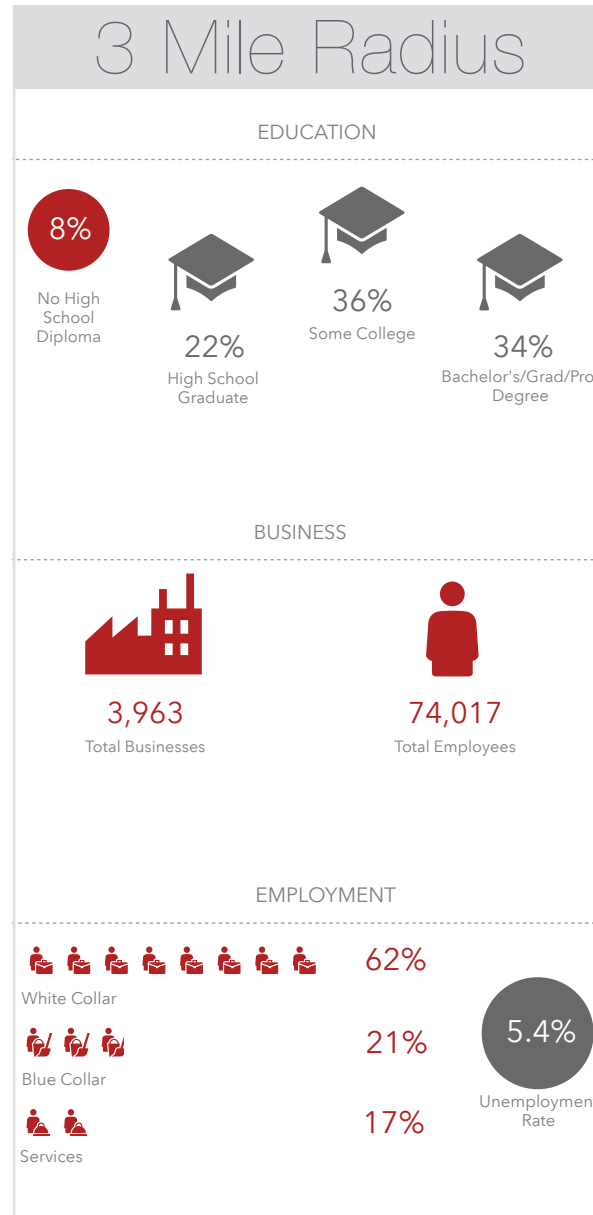 3 Mile Radius
EDUCATION
8%
No High
School
Diploma
22%
High School
Graduate
36%
Some College
34%
Bachelor's/Grad/Pro
Degree
BUSINESS
3,963
Total Businesses
74,017
Total Employees
EMPLOYMENT
62%
White Collar
21%
Blue Collar
17%
Services
5.4%
Unemploymen
Rate